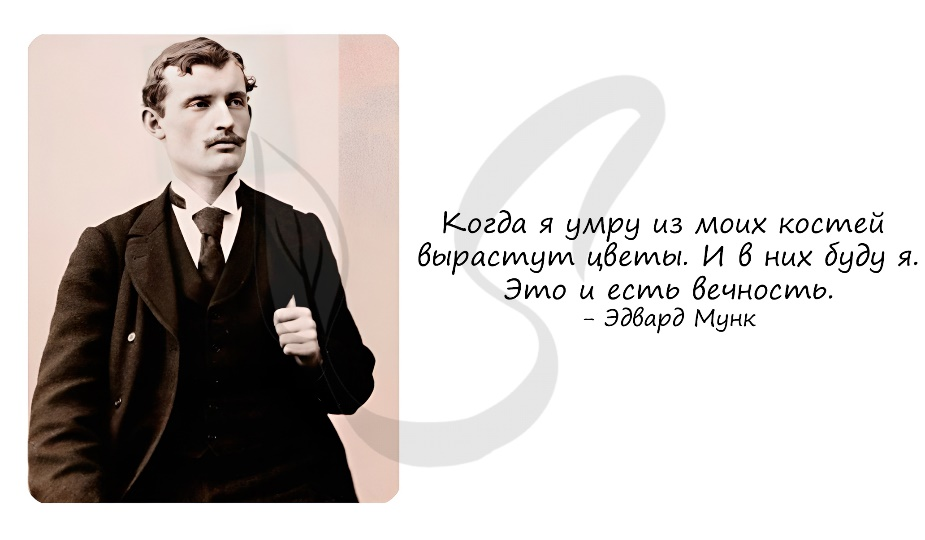 Когда я умру из моих костей
вырастут цветы. И в них буду я.
Это и есть вечность.
- Эдвард Мунк